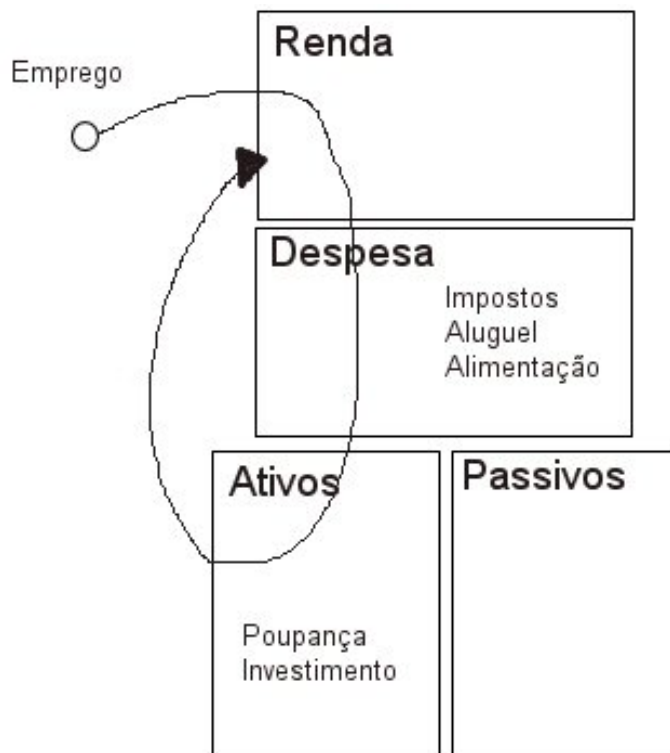 Emprego
Renda
Despesa
Impostos
Aluguel
Alimentação
Ativos
Passivos
Poupança
Investimento